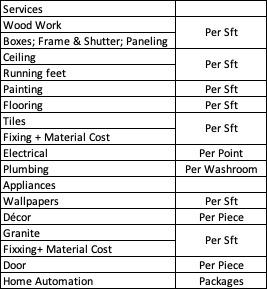 Services
Wood Work
Boxes; Frame & Shutter; Paneling
Per Sft
Ceiling
Running feet
Per Sft
Painting Per Sft
Flooring Per Sft
Tiles
Fixing + Material Cost
Per Sft
Electrical Per Point
Plumbing Per Washroom
Appliances
Wallpapers Per Sft
Décor Per Piece
Granite
Fixxing+ Material Cost
Per Sft
Door Per Piece
Home Automation Packages